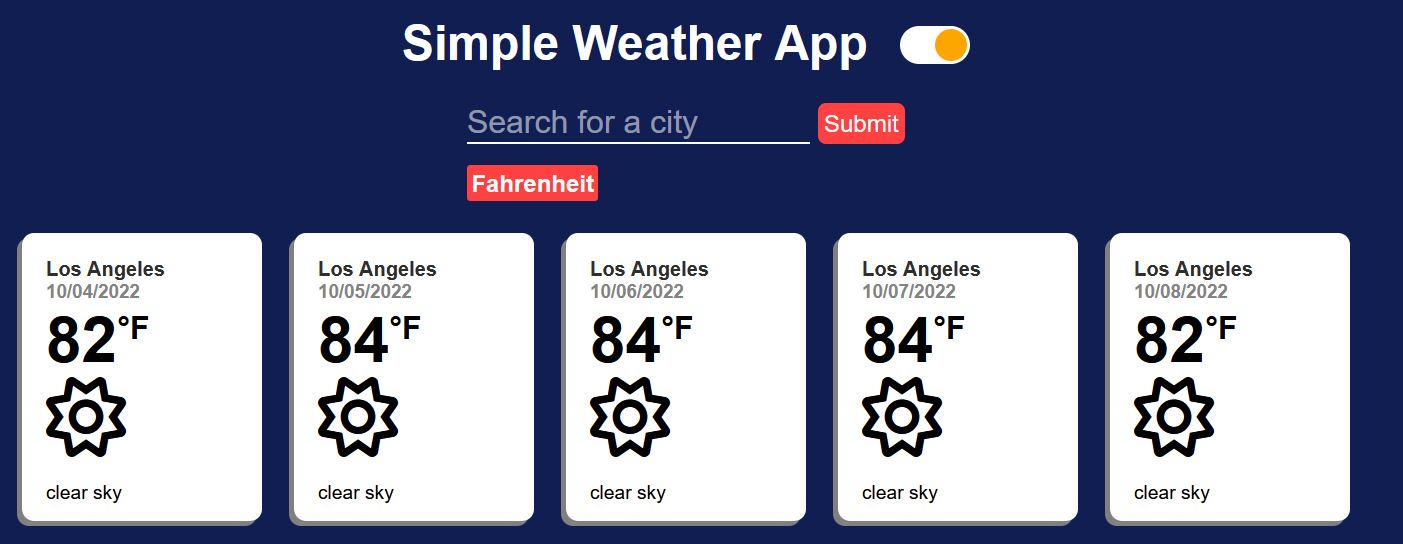 Simple Weather App
Search for a city
Submit
Fahrenheit
Los Angeles
10/04/2022
82°F
clear sky
Los Angeles
10/05/2022
84°F
clear sky
Los Angeles
10/06/2022
84°F
clear sky
Los Angeles
10/07/2022
84°F
clear sky
Los Angeles
10/08/2022
82°F
clear sky